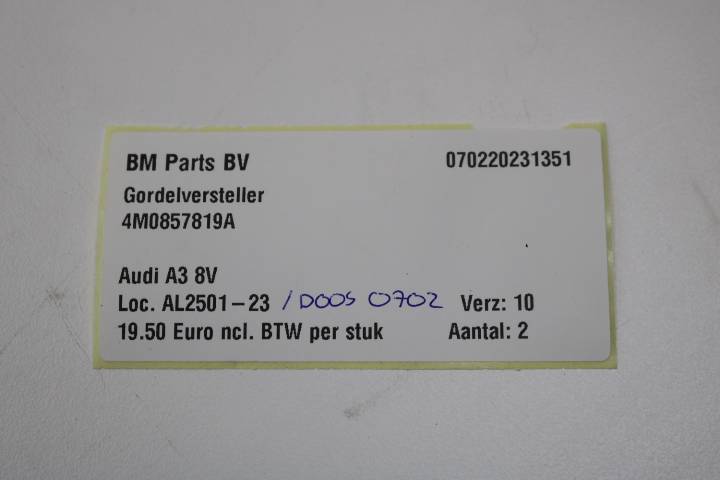 BM Parts BV 070220231351
Gordelversteller
4M0857819A
Audi A3 8V
Loc. AL2501-23 / DOOS 0702 Verz: 10
19.50 Euro ncl. BTW per stuk Aantal: 2